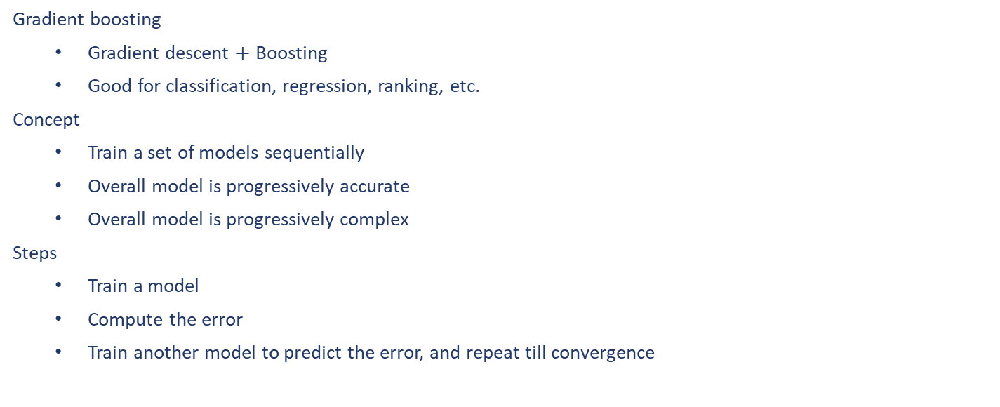 Gradient boosting
• Gradient descent + Boosting
• Good for classification, regression, ranking, etc.
Concept
• Train a set of models sequentially
• Overall model is progressively accurate
• Overall model is progressively complex
Steps
• Train a model
• Compute the error
• Train another model to predict the error, and repeat till convergence